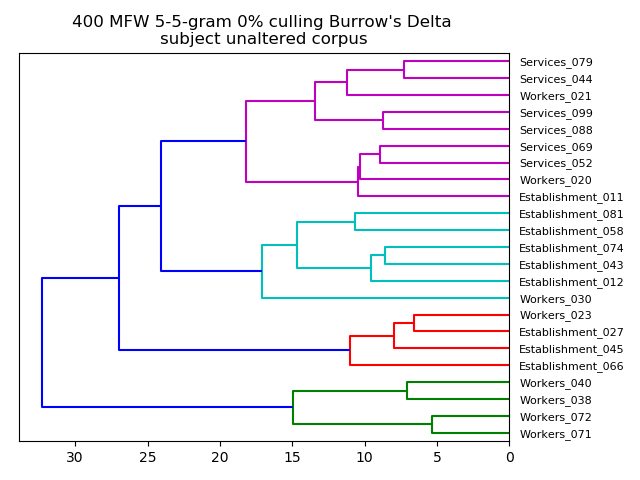 400 MFW 5-5-gram 0% culling Burrow's Delta
subject unaltered corpus
Services_079
Services_044
Workers_021
Services_099
Services_088
Services_069
Services_052
Workers_020
Establishment_011
Establishment_081
Establishment_058
Establishment_074
Establishment_043
Establishment_012
Workers_030
Workers_023
Establishment_027
Establishment_045
Establishment_066
Workers_040
Workers_038
Workers_072
Workers_071
30 25 20 15 10 5 0